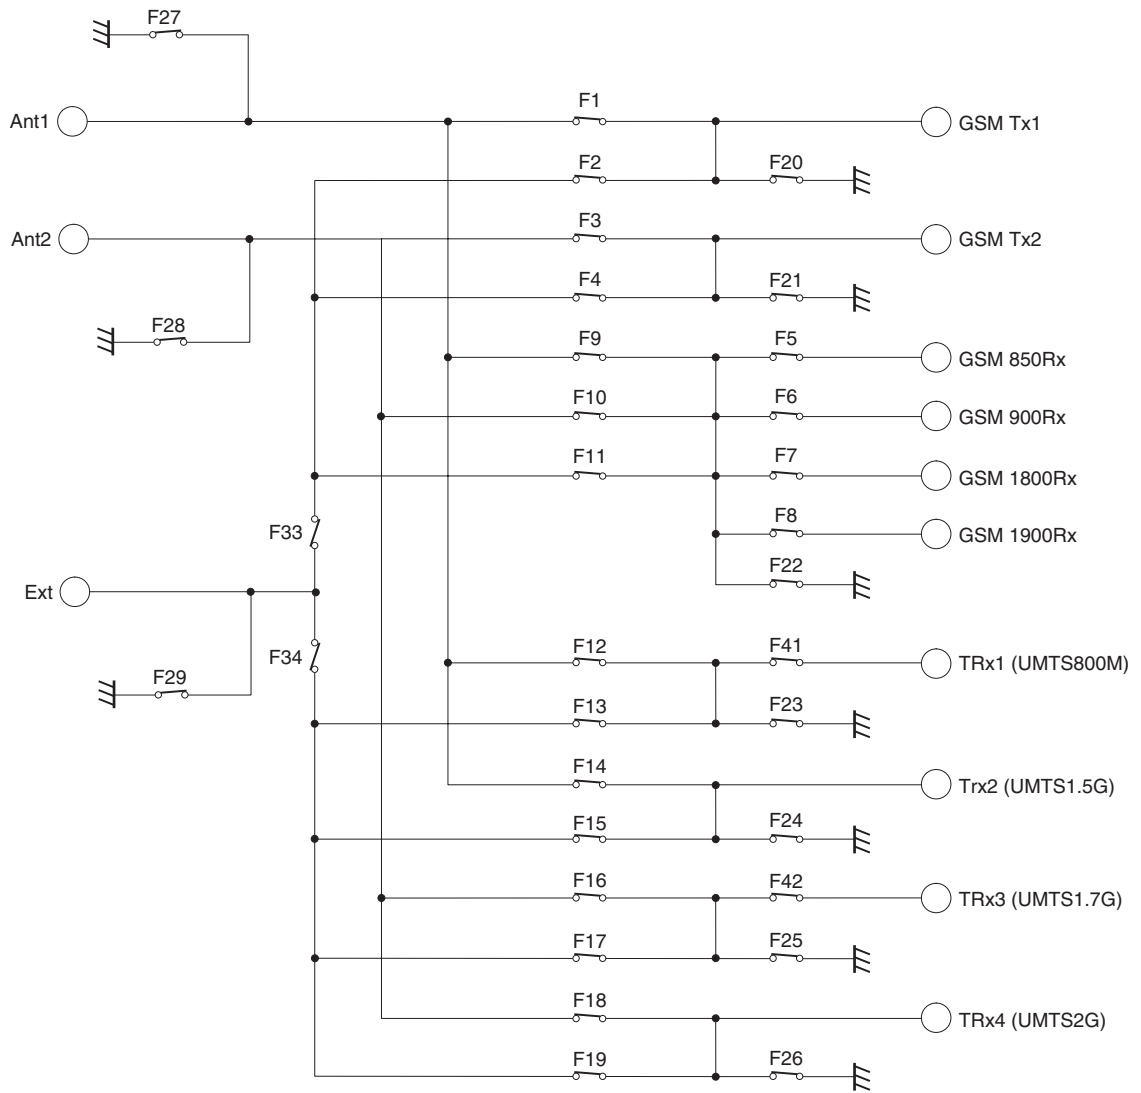 F27
Ant1
F1
GSM Tx1
F2
F20
Ant2
F3
GSM Tx2
F4
F21
F28
F9
F5
GSM 850Rx
F10
F6
GSM 900Rx
F11
F7
GSM 1800Rx
F33
F8
GSM 1900Rx
F22
Ext
F34
F29
F12
F41
TRx1 (UMTS800M)
F13
F23
F14
Trx2 (UMTS1.5G)
F15
F24
F16
F42
TRx3 (UMTS1.7G)
F17
F25
F18
TRx4 (UMTS2G)
F19
F26